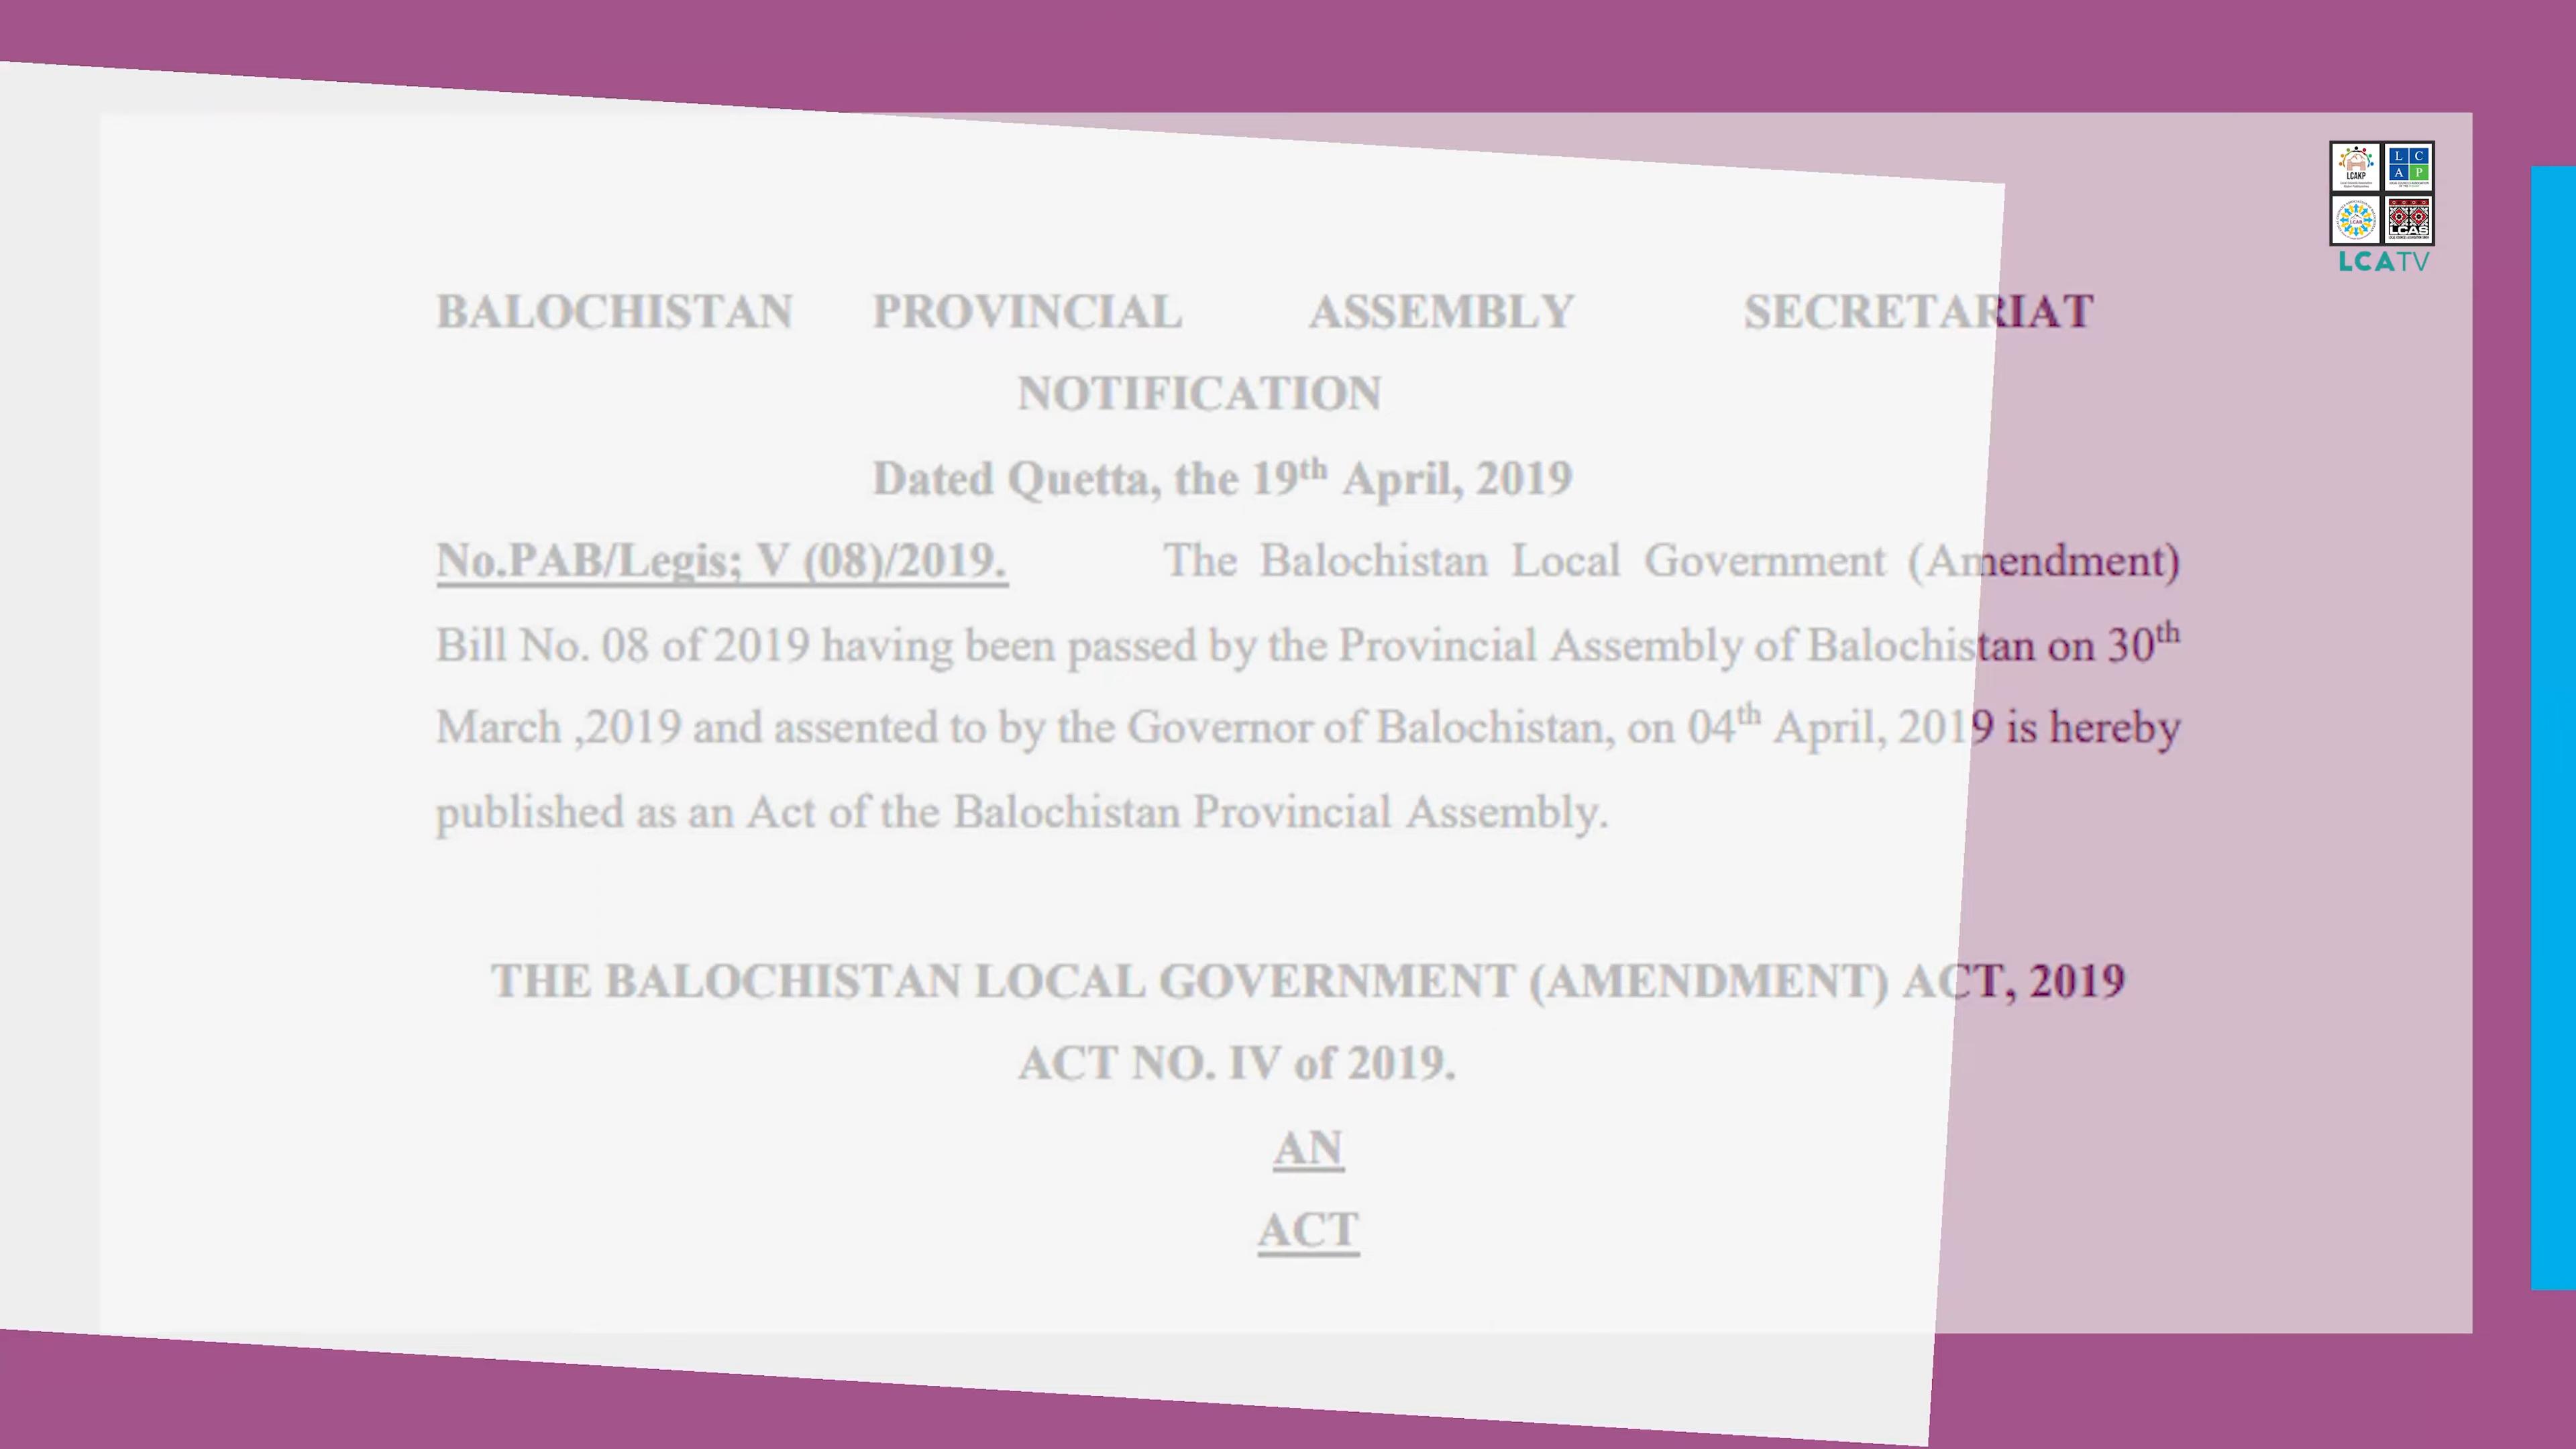 BALOCHISTAN PROVINCIAL ASSEMBLY SECRETARIAT
NOTIFICATION
Dated Quetta, the 19th April, 2019
No.PAB/Legis; V (08)/2019. The Balochistan Local Government (Amendment)
Bill No. 08 of 2019 having been passed by the Provincial Assembly of Balochistan on 30th
March ,2019 and assented to by the Governor of Balochistan, on 04th April, 2019 is hereby
published as an Act of the Balochistan Provincial Assembly.
THE BALOCHISTAN LOCAL GOVERNMENT (AMENDMENT) ACT, 2019
ACT NO. IV of 2019.
AN
ACT
LCAKP
L C
A P
LCAS
LCATV